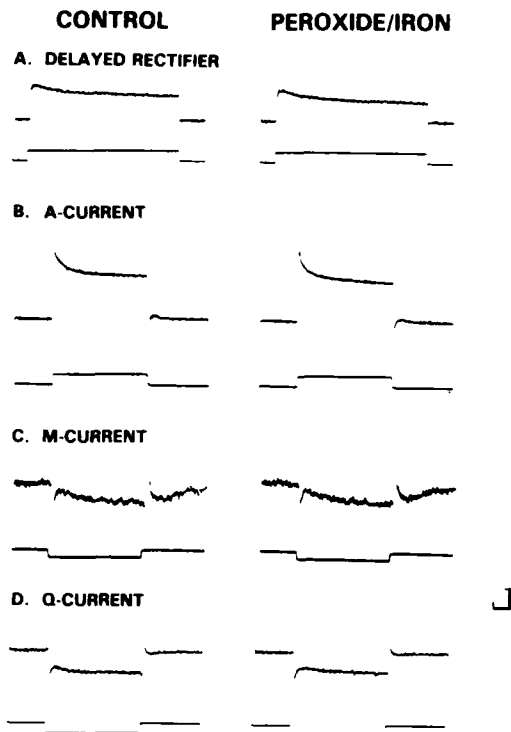 CONTROL PEROXIDE/IRON
A. DELAYED RECTIFIER
B. A-CURRENT
C. M-CURRENT
D. Q-CURRENT